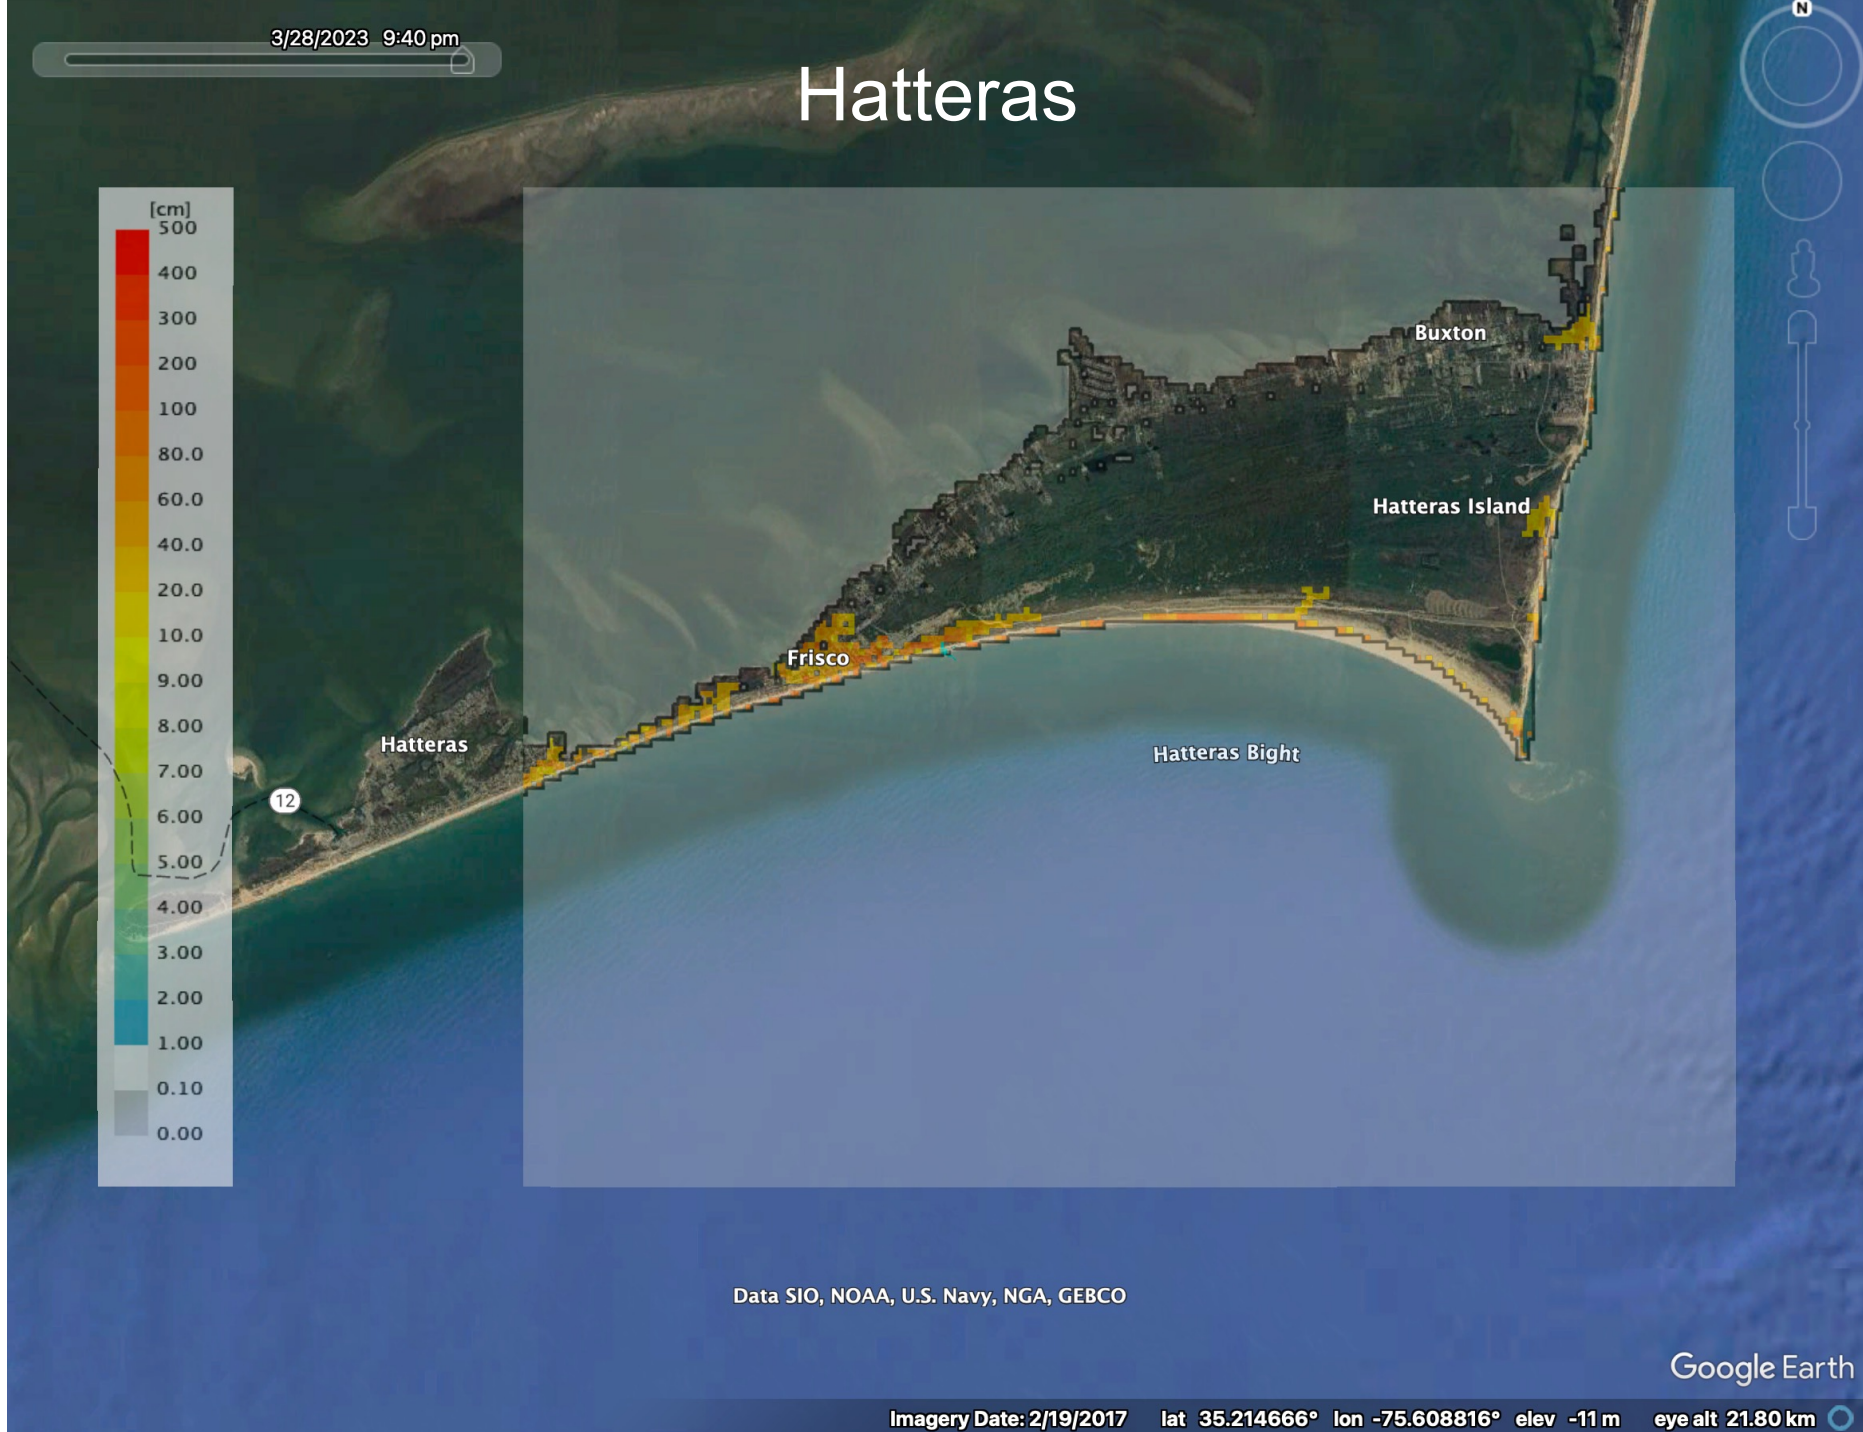 N
3/28/2023 9:40 pm
Hatteras
[cm]
500
400
300
200
100
80.0
60.0
40.0
20.0
10.0
9.00
8.00
7.00
6.00
5.00
4.00
3.00
2.00
1.00
0.10
0.00
Buxton
Hatteras Island
Frisco
Hatteras
Hatteras Bight
12
Data SIO, NOAA, U.S. Navy, NGA, GEBCO
Google Earth
Imagery Date: 2/19/2017 lat 35.214666° lon -75.608816° elev -11 m eye alt 21.80 km